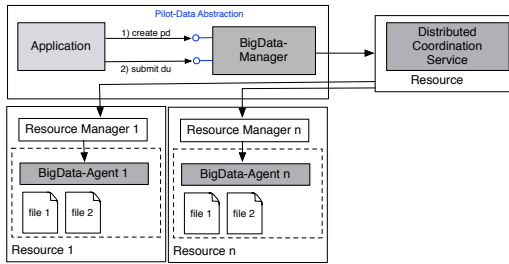 Pilot-Data Abstraction
Application
1) create pd
2) submit du
BigData-
Manager
Distributed
Coordination
Service
Resource
Resource Manager 1
BigData-Agent 1
file 1
file 2
Resource 1
Resource Manager n
BigData-Agent n
file 1
file 2
Resource n